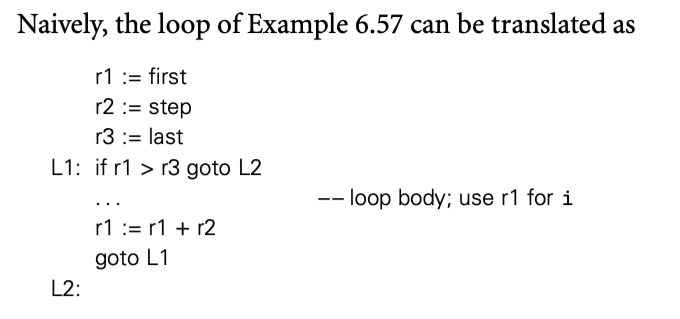 Naively, the loop of Example 6.57 can be translated as
r1 := first
r2 := step
r3 := last
L1: if r1 > r3 goto L2
... -- loop body; use r1 for i
r1 := r1 + r2
goto L1
L2: